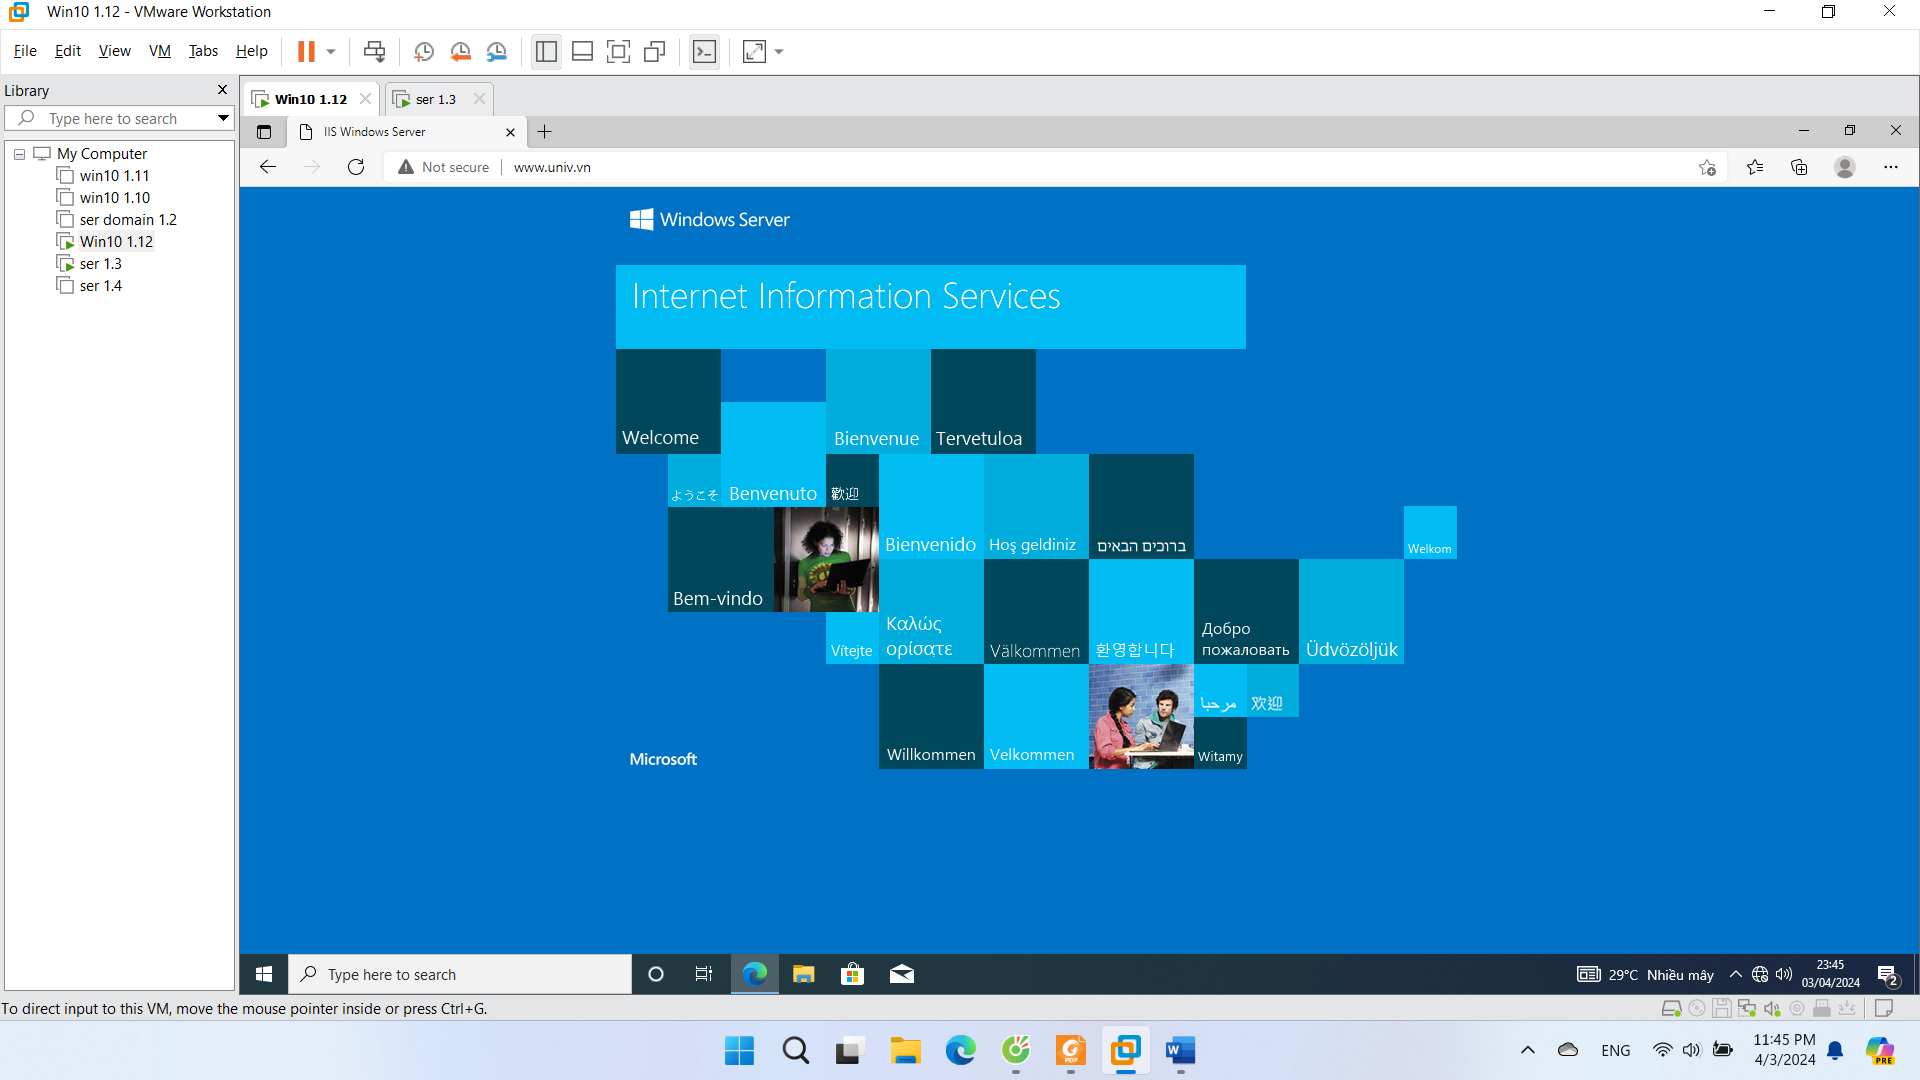 Win10 1.12 - VMware Workstation
File Edit View VM Tabs Help
Library
Type here to search
My Computer
win10 1.11
win10 1.10
ser domain 1.2
Win10 1.12
ser 1.3
ser 1.4
Win10 1.12
ser 1.3
IIS Windows Server
Not secure
www.univ.vn
Windows Server
Internet Information Services
Welcome
Bienvenue
Tervetuloa
ようこそ
Benvenuto
歡迎
Bienvenido
Hoş geldiniz
ברוכים הבאים
Welkom
Bem-vindo
Vítejte
Καλώς
ορίσατε
Välkommen
환영합니다
Добро
пожаловать
Üdvözöljük
Microsoft
Willkommen
Velkommen
مرحبا
欢迎
Witamy
Type here to search
29°C Nhiều mây
23:45
03/04/2024
2
To direct input to this VM, move the mouse pointer inside or press Ctrl+G.
PDF
W
ENG
11:45 PM
4/3/2024
PRE